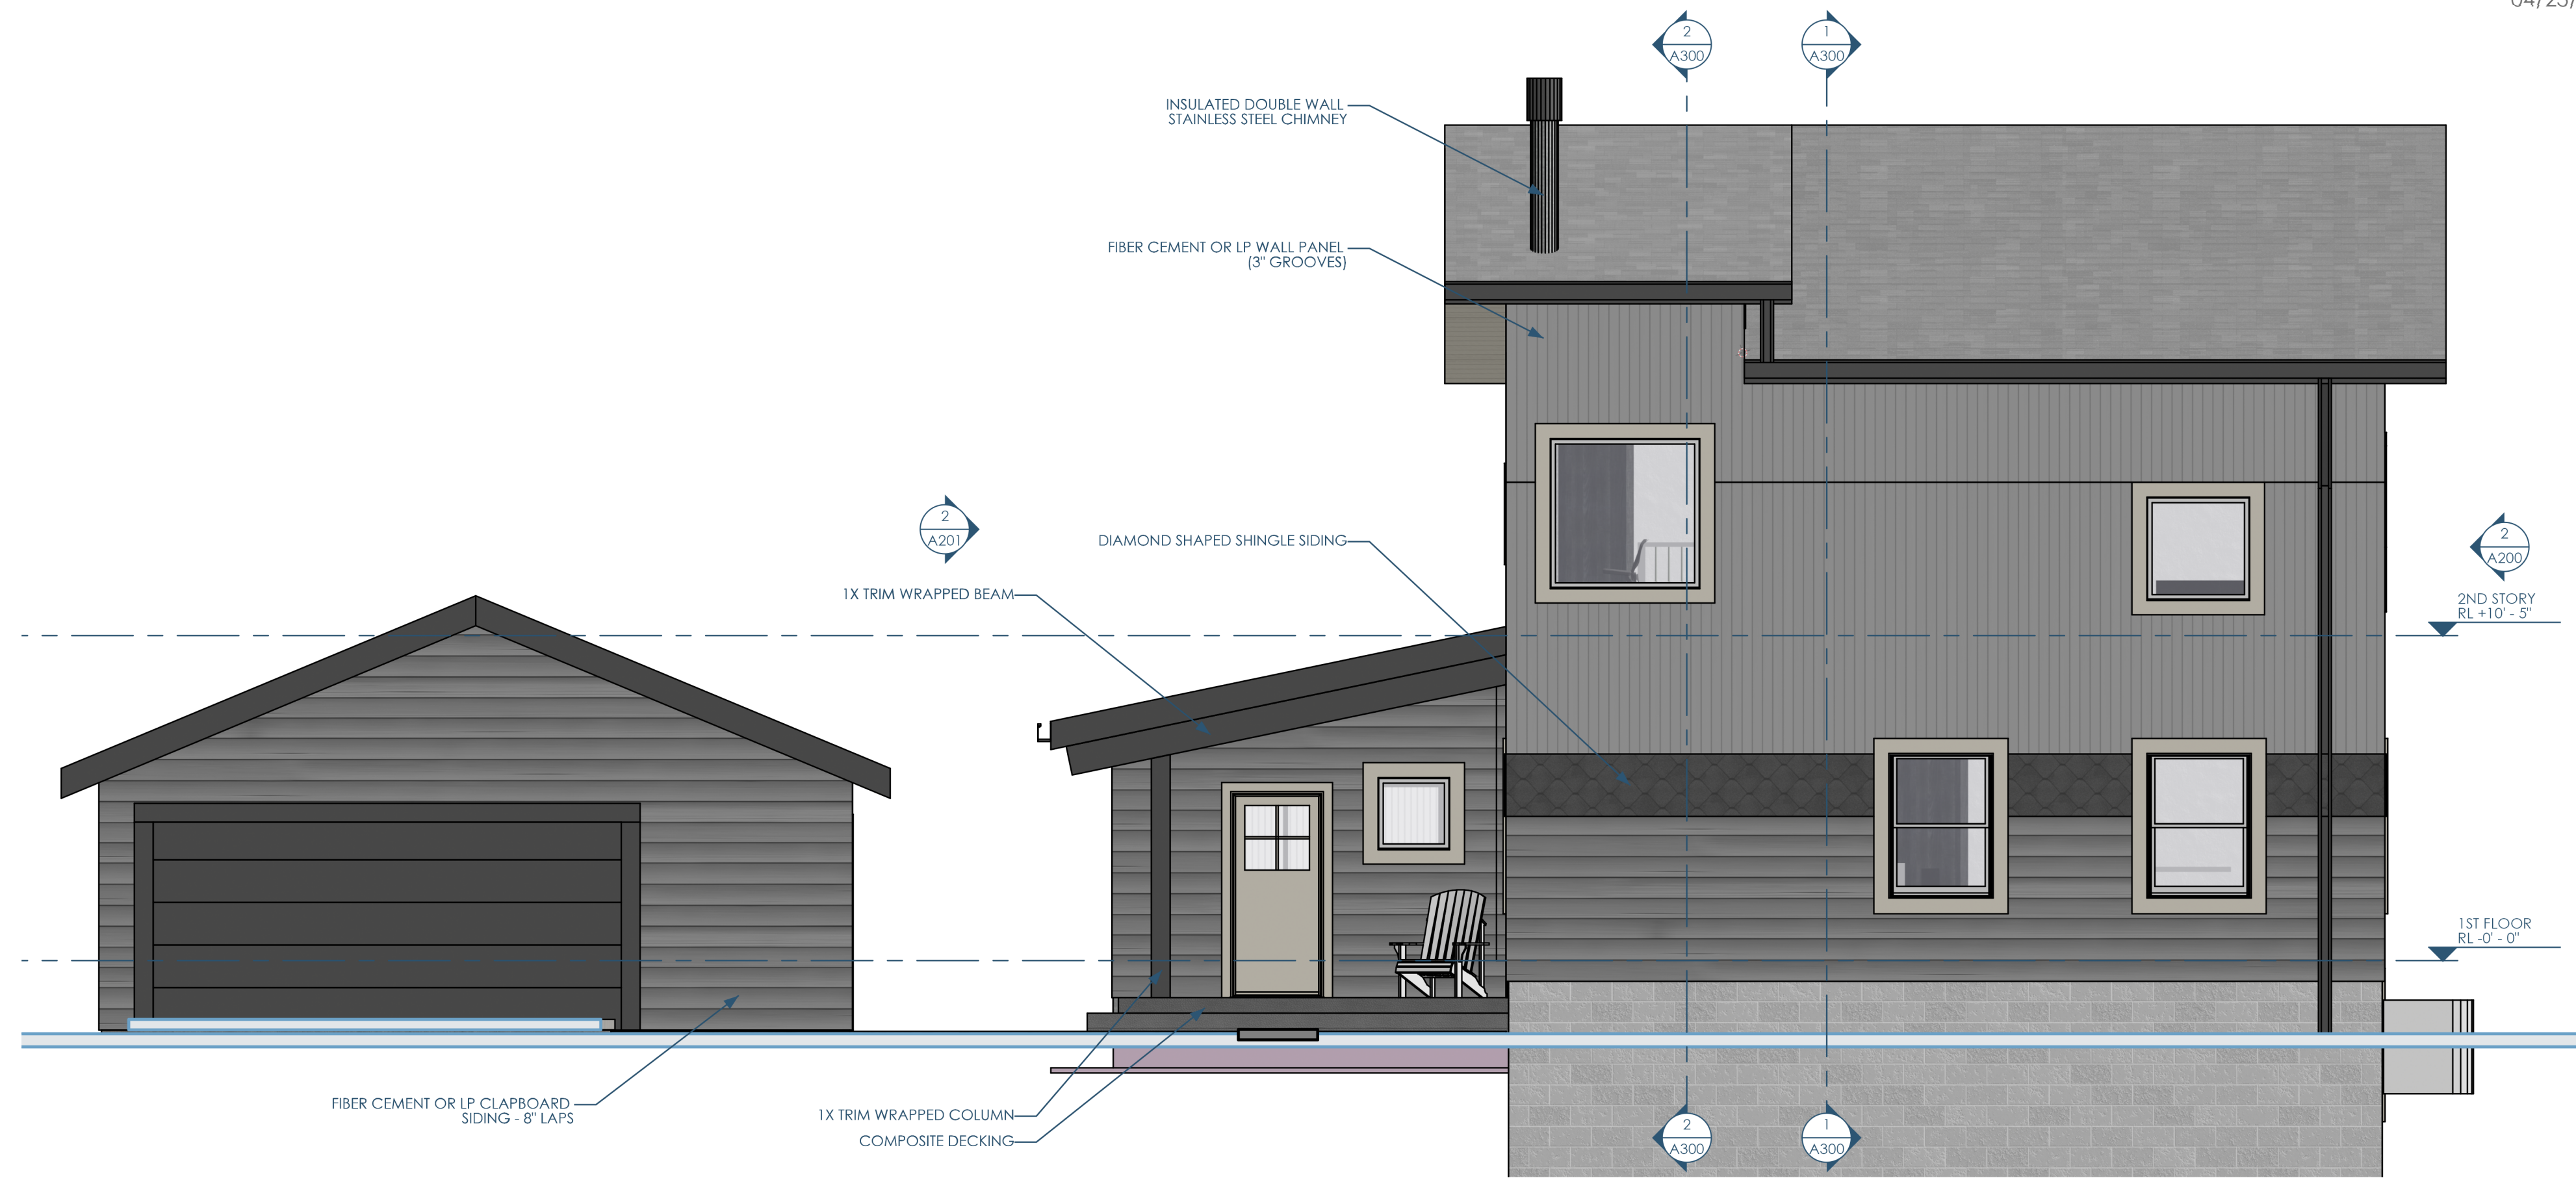 2
A300
1
A300
INSULATED DOUBLE WALL
STAINLESS STEEL CHIMNEY
FIBER CEMENT OR LP WALL PANEL
(3" GROOVES)
2
A201
DIAMOND SHAPED SHINGLE SIDING
2
A200
1X TRIM WRAPPED BEAM
2ND STORY
RL +10' - 5"
1ST FLOOR
RL -0' - 0"
FIBER CEMENT OR LP CLAPBOARD
SIDING - 8" LAPS
1X TRIM WRAPPED COLUMN
COMPOSITE DECKING
2
A300
1
A300